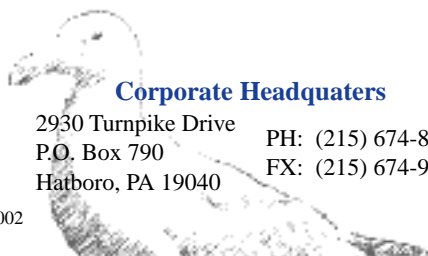 Corporate Headquaters
2930 Turnpike Drive
P.O. Box 790
Hatboro, PA 19040
PH: (215) 674-8
FX: (215) 674-9
002